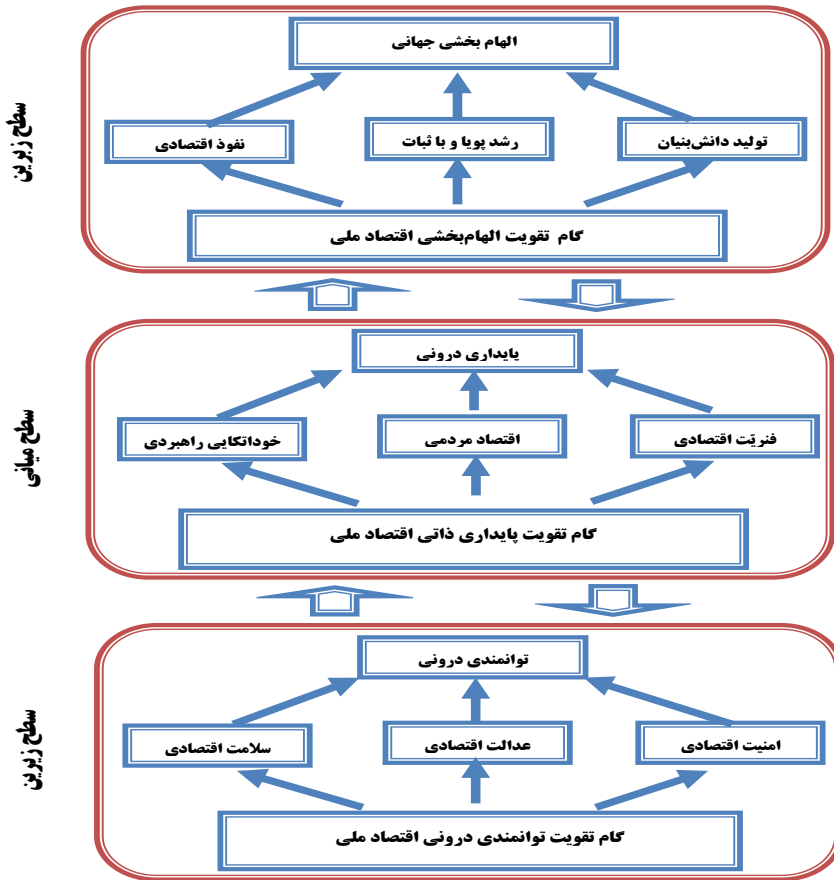 سطح زبرین
الهام بخشی جهانی
تولید دانش‌بنیان
رشد پویا و با ثبات
نفوذ اقتصادی
گام تقویت الهام‌بخشی اقتصاد ملی
سطح میانی
پایداری درونی
فنریّت اقتصادی
اقتصاد مردمی
خوداتکایی راهبردی
گام تقویت پایداری ذاتی اقتصاد ملی
سطح زیرین
توانمندی درونی
امنیت اقتصادی
عدالت اقتصادی
سلامت اقتصادی
گام تقویت توانمندی درونی اقتصاد ملی